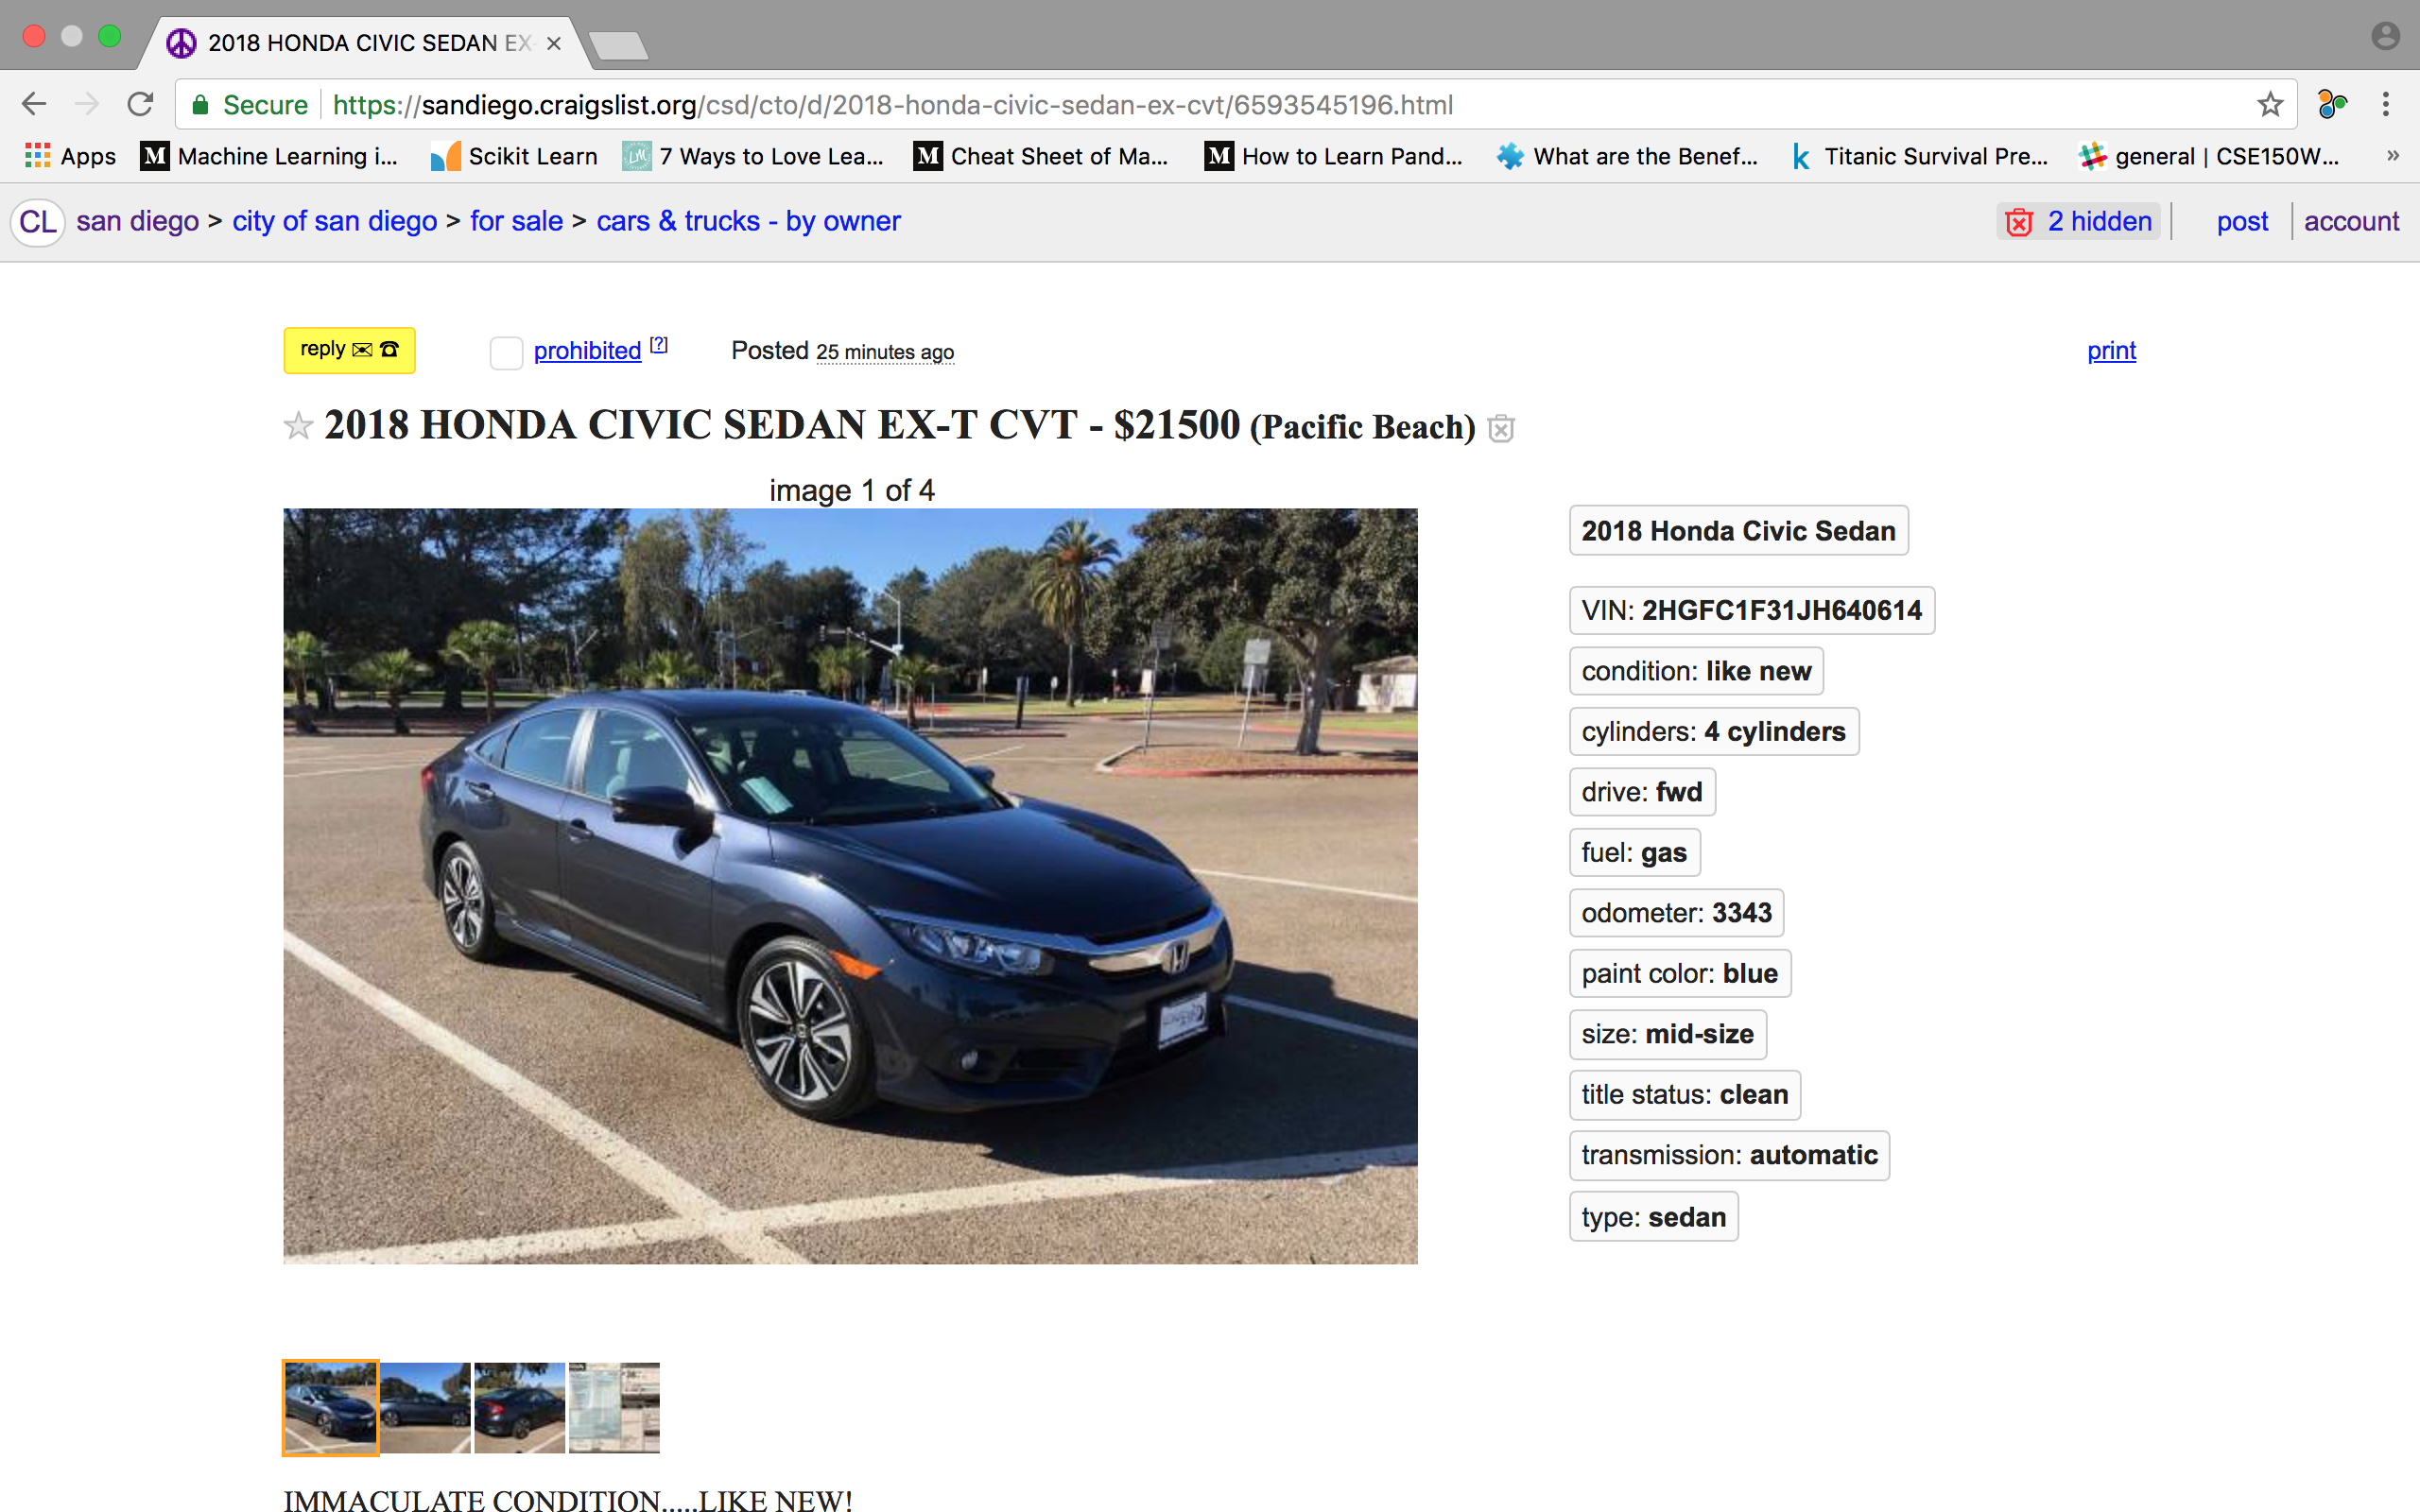 2018 HONDA CIVIC SEDAN EX-
Secure https://sandiego.craigslist.org/csd/cto/d/2018-honda-civic-sedan-ex-cvt/6593545196.html
Apps Machine Learning i... Scikit Learn 7 Ways to Love Lea... Cheat Sheet of Ma... How to Learn Pand... What are the Benef... Titanic Survival Pre... general | CSE150W... »
CL san diego > city of san diego > for sale > cars & trucks - by owner 2 hidden post account
reply prohibited [?] Posted 25 minutes ago print
2018 HONDA CIVIC SEDAN EX-T CVT - $21500 (Pacific Beach)
image 1 of 4
2018 Honda Civic Sedan
VIN: 2HGFC1F31JH640614
condition: like new
cylinders: 4 cylinders
drive: fwd
fuel: gas
odometer: 3343
paint color: blue
size: mid-size
title status: clean
transmission: automatic
type: sedan
IMMACULATE CONDITION.....LIKE NEW!